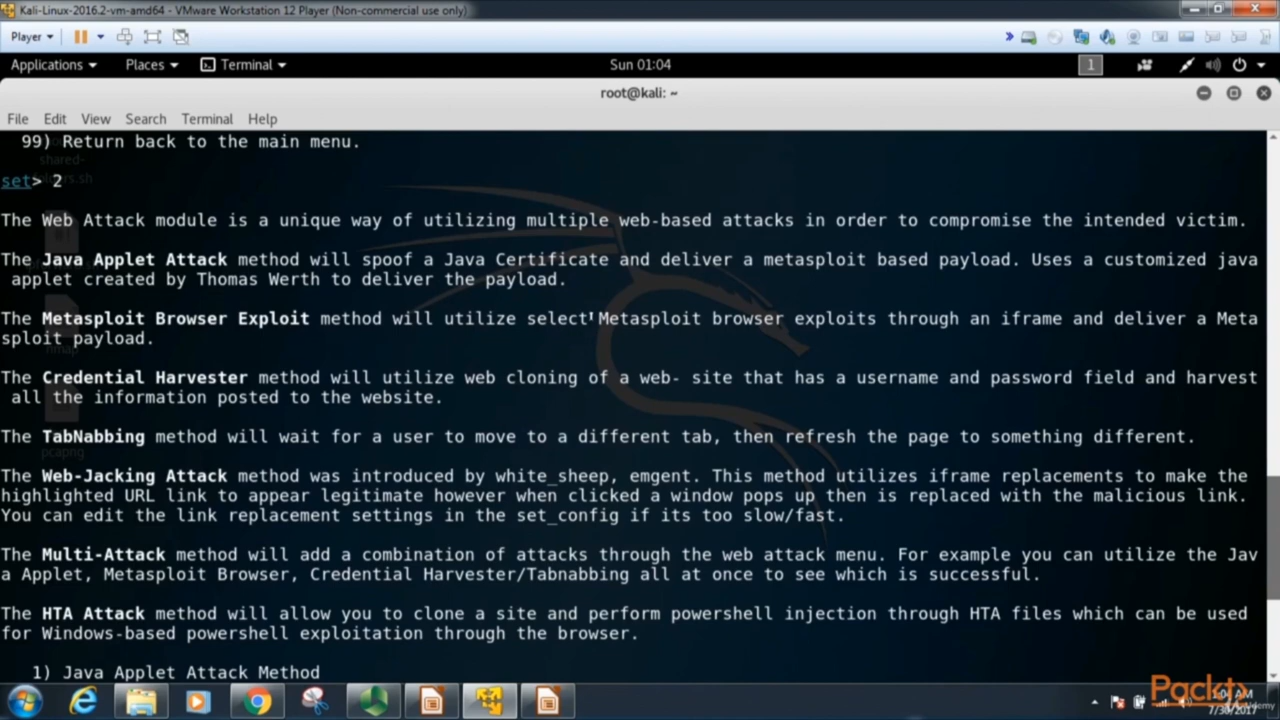 Kali-Linux-2016.2-vm-amd64 - VMware Workstation 12 Player (Non-commercial use only)
Player
Applications Places Terminal Sun 01:04 1
root@kali: ~
File Edit View Search Terminal Help
99) Return back to the main menu.
shared-
folders.sh
set> 2
The Web Attack module is a unique way of utilizing multiple web-based attacks in order to compromise the intended victim.
The Java Applet Attack method will spoof a Java Certificate and deliver a metasploit based payload. Uses a customized java
applet created by Thomas Werth to deliver the payload.
The Metasploit Browser Exploit method will utilize select Metasploit browser exploits through an iframe and deliver a Meta
sploit payload.
nmap
The Credential Harvester method will utilize web cloning of a web- site that has a username and password field and harvest
all the information posted to the website.
The TabNabbing method will wait for a user to move to a different tab, then refresh the page to something different.
pcapng
The Web-Jacking Attack method was introduced by white_sheep, emgent. This method utilizes iframe replacements to make the
highlighted URL link to appear legitimate however when clicked a window pops up then is replaced with the malicious link.
You can edit the link replacement settings in the set_config if its too slow/fast.
The Multi-Attack method will add a combination of attacks through the web attack menu. For example you can utilize the Jav
a Applet, Metasploit Browser, Credential Harvester/Tabnabbing all at once to see which is successful.
The HTA Attack method will allow you to clone a site and perform powershell injection through HTA files which can be used
for Windows-based powershell exploitation through the browser.
1) Java Applet Attack Method
Packt
AM
7/30/2017
Udemy